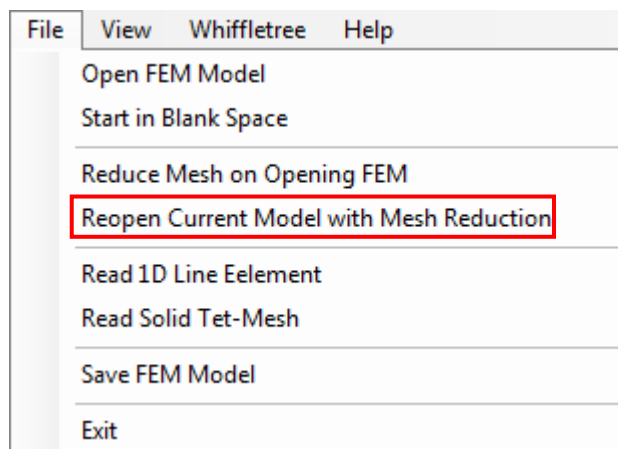 File View Whiffletree Help
Open FEM Model
Start in Blank Space
Reduce Mesh on Opening FEM
Reopen Current Model with Mesh Reduction
Read 1D Line Eelement
Read Solid Tet-Mesh
Save FEM Model
Exit